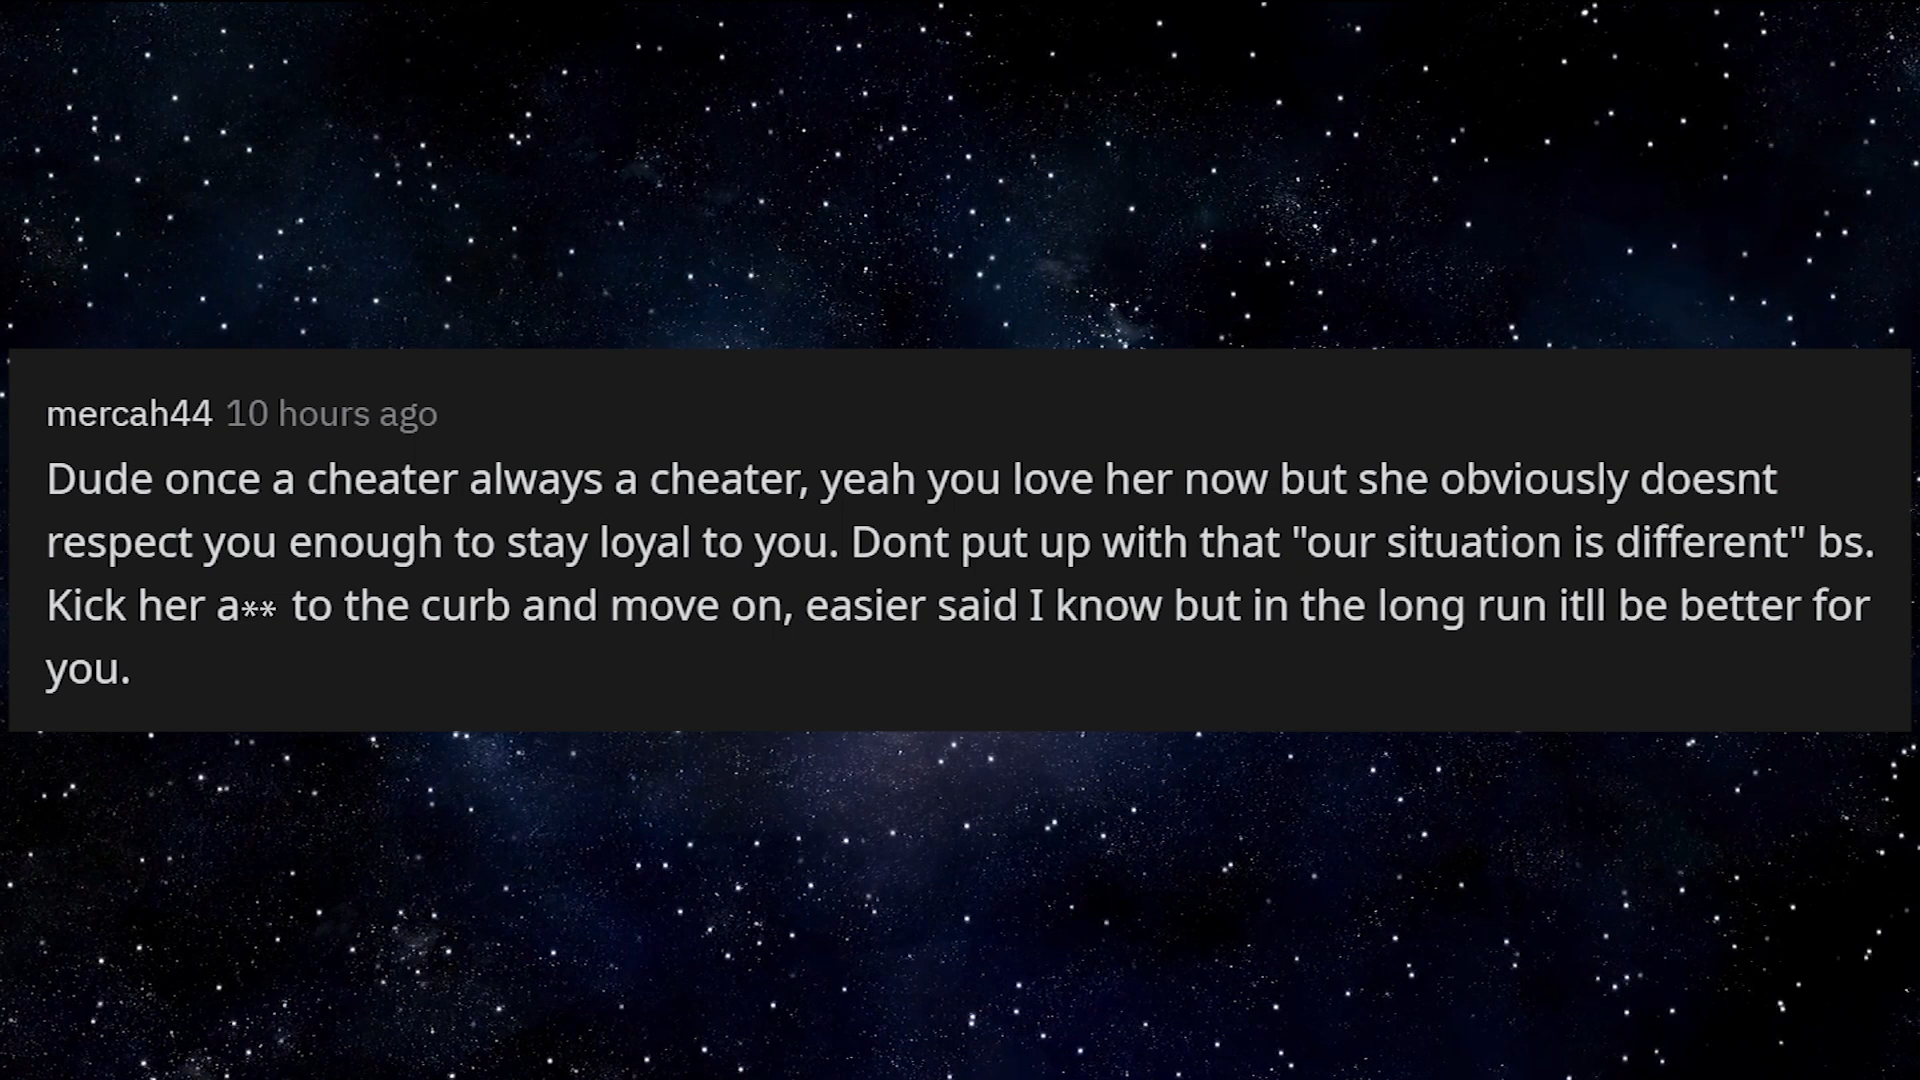 mercah44 10 hours ago
Dude once a cheater always a cheater, yeah you love her now but she obviously doesnt
respect you enough to stay loyal to you. Dont put up with that "our situation is different" bs.
Kick her a** to the curb and move on, easier said I know but in the long run itll be better for
you.